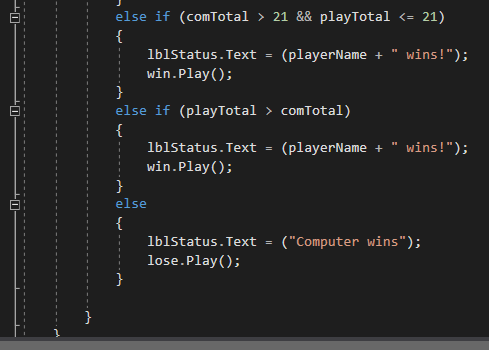 }
else if (comTotal > 21 && playTotal <= 21)
{
lblStatus.Text = (playerName + " wins!");
win.Play();
}
else if (playTotal > comTotal)
{
lblStatus.Text = (playerName + " wins!");
win.Play();
}
else
{
lblStatus.Text = ("Computer wins");
lose.Play();
}
}
}